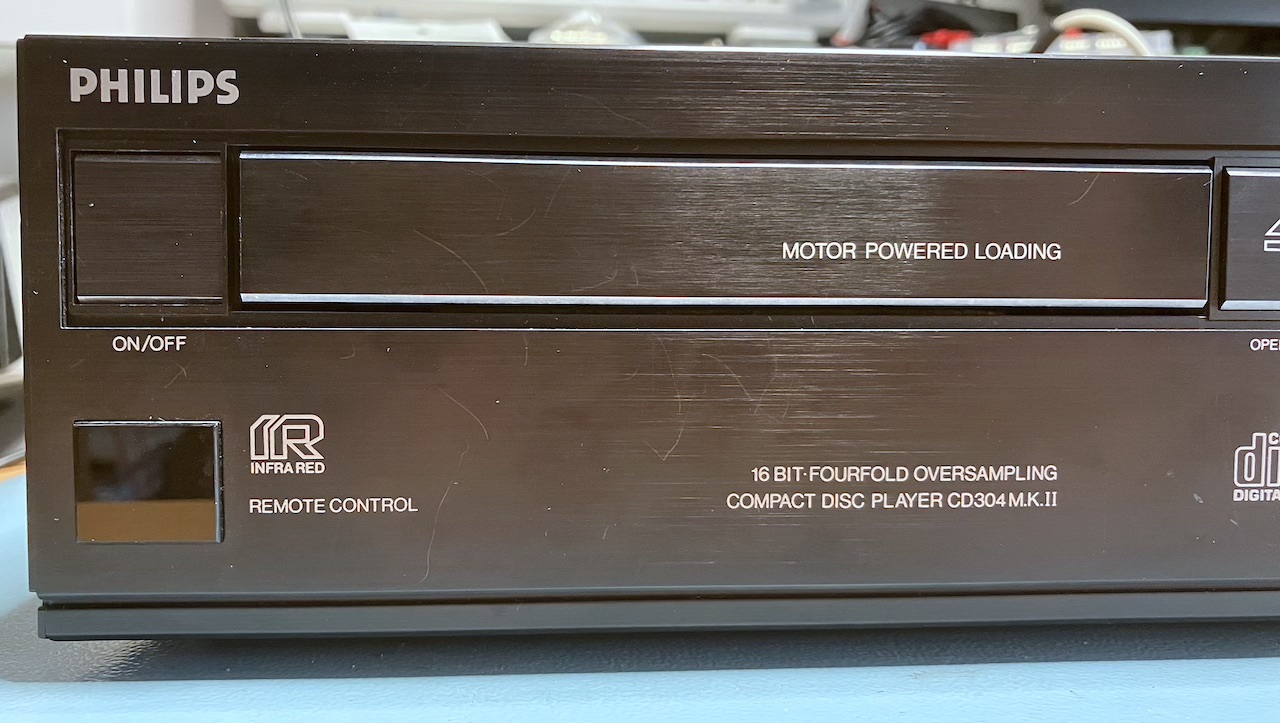 PHILIPS
MOTOR POWERED LOADING
ON/OFF
IR
INFRA RED
REMOTE CONTROL
16 BIT·FOURFOLD OVERSAMPLING
COMPACT DISC PLAYER CD304 M.K.II